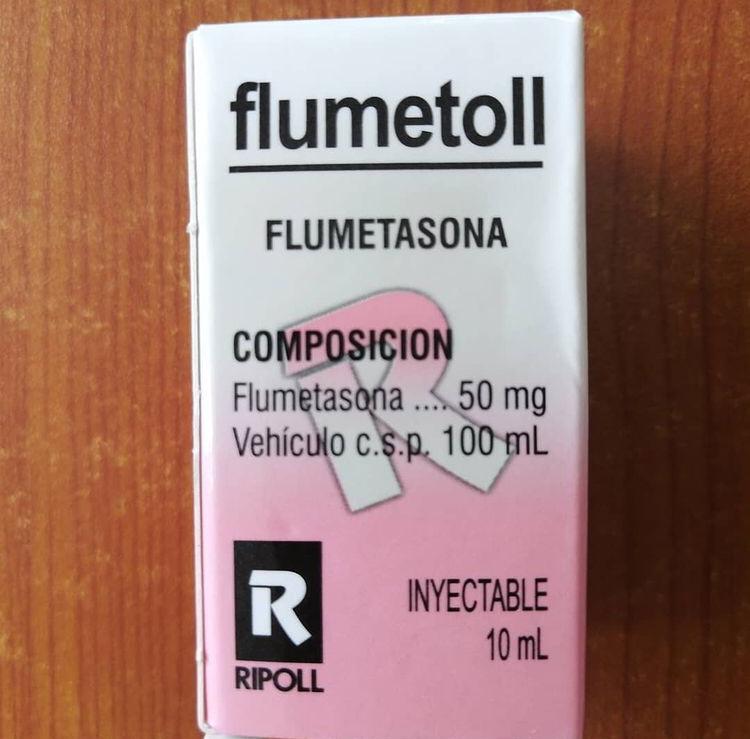 flumetoll
FLUMETASONA
COMPOSICION
Flumetasona .... 50 mg
Vehículo c.s.p. 100 mL
R
RIPOLL
INYECTABLE
10 mL